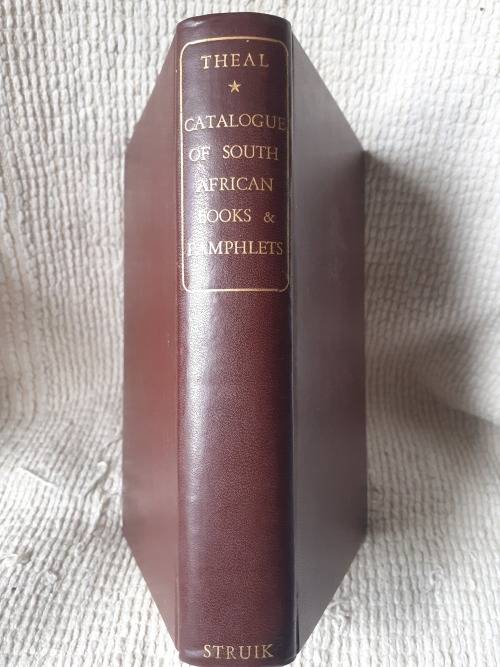 THEAL
CATALOGUE
OF SOUTH
AFRICAN
BOOKS &
PAMPHLETS
STRUIK